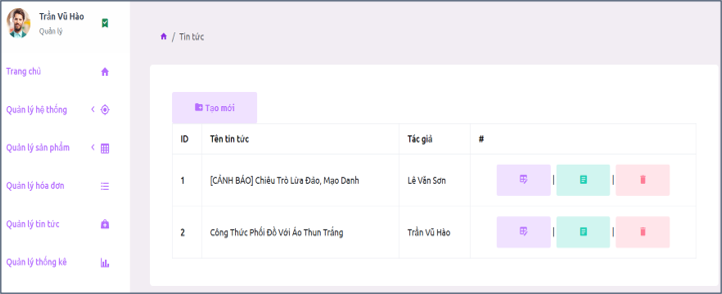 Trần Vũ Hào
Quản lý
Trang chủ
Quản lý hệ thống
Quản lý sản phẩm
Quản lý hóa đơn
Quản lý tin tức
Quản lý thống kê
/ Tin tức
Tạo mới
ID Tên tin tức Tác giả #
1 [CẢNH BÁO] Chiêu Trò Lừa Đảo, Mạo Danh Lê Văn Sơn | |
2 Công Thức Phối Đồ Với Áo Thun Trắng Trần Vũ Hào | |